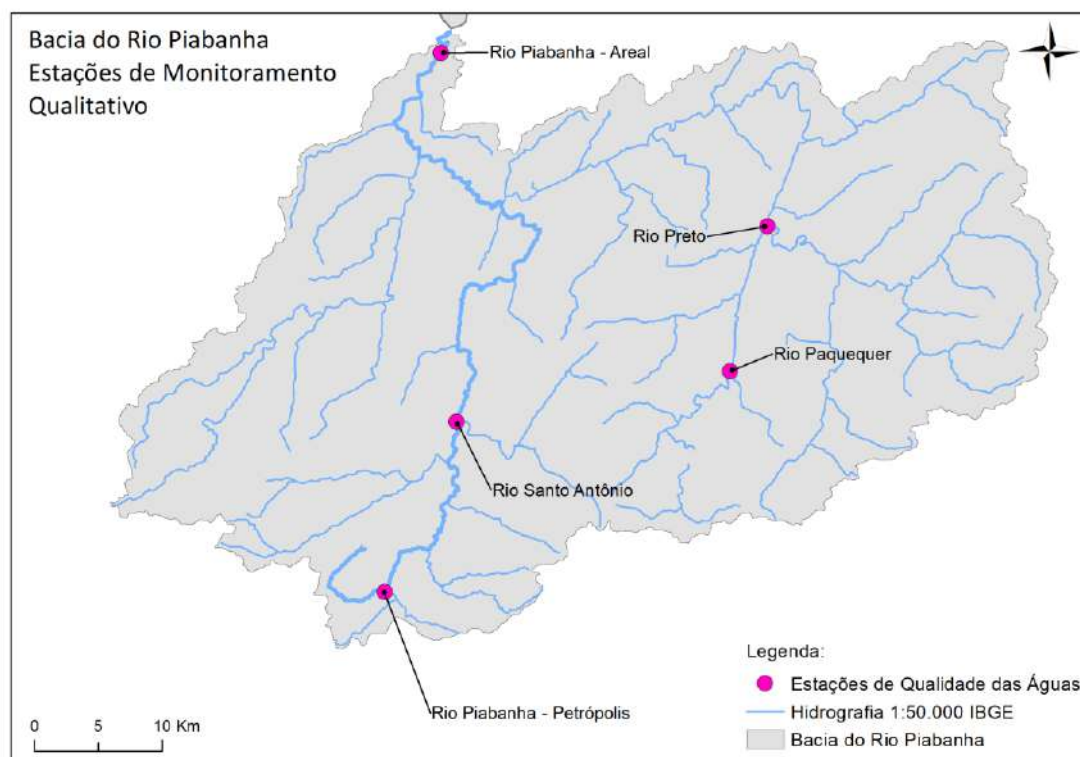 Bacia do Rio Piabanha
Estações de Monitoramento
Qualitativo
Rio Piabanha - Areal
Rio Preto
Rio Paquequer
Rio Santo Antônio
Rio Piabanha - Petrópolis
Legenda:
Estações de Qualidade das Águas
Hidrografia 1:50.000 IBGE
Bacia do Rio Piabanha
0 5 10 Km